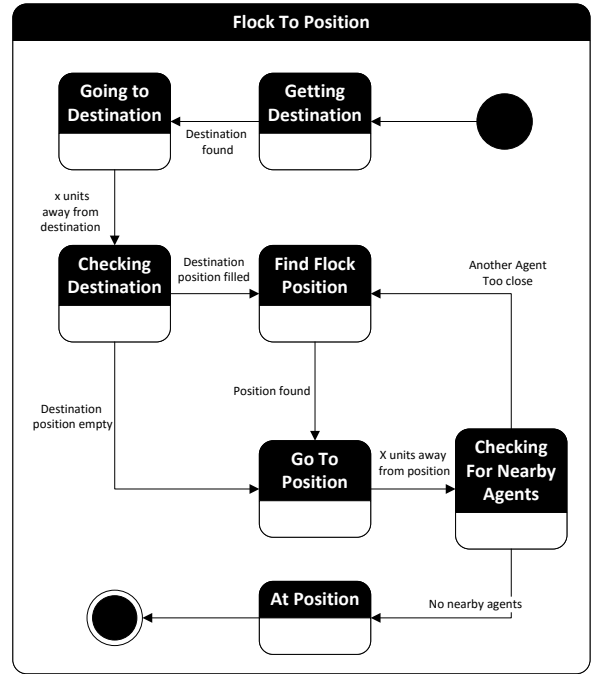 Flock To Position
Going to
Destination
Getting
Destination
Destination
found
x units
away from
destination
Checking
Destination
Destination
position filled
Find Flock
Position
Another Agent
Too close
Destination
position empty
Position found
Go To
Position
X units away
from position
Checking
For Nearby
Agents
At Position
No nearby agents